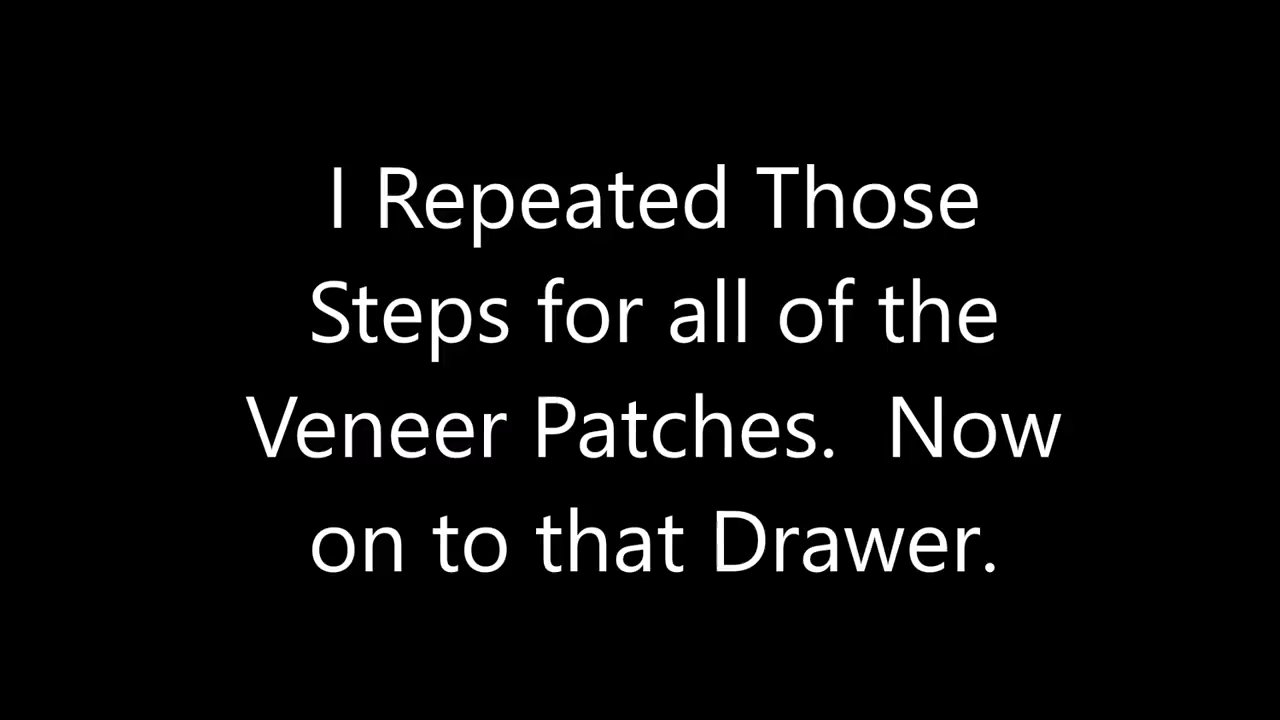 I Repeated Those
Steps for all of the
Veneer Patches.  Now
on to that Drawer.